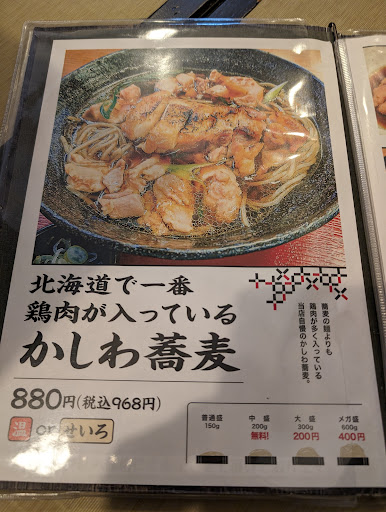 北海道で一番
鶏肉が入っている
かしわ蕎麦
蕎麦の麺よりも
鶏肉が多く入っている
当店自慢のかしわ蕎麦。
880円(税込968円)
or せいろ
普通盛
150g
中盛
200g
無料!
大盛
300g
200円
メガ盛
600g
400円